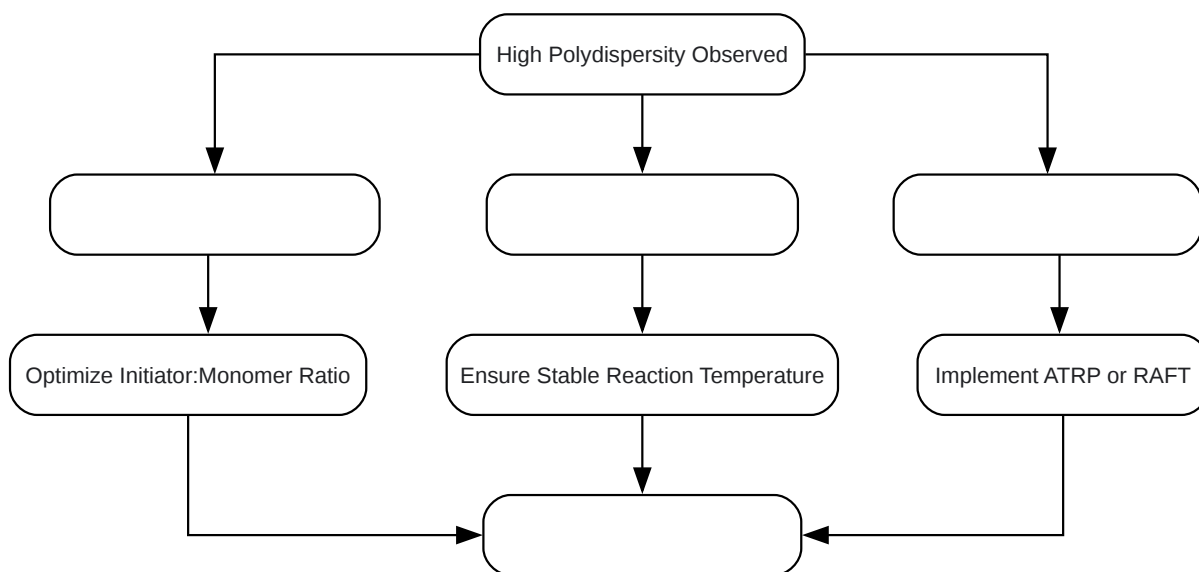 High Polydispersity Observed
Optimize Initiator:Monomer Ratio
Ensure Stable Reaction Temperature
Implement ATRP or RAFT